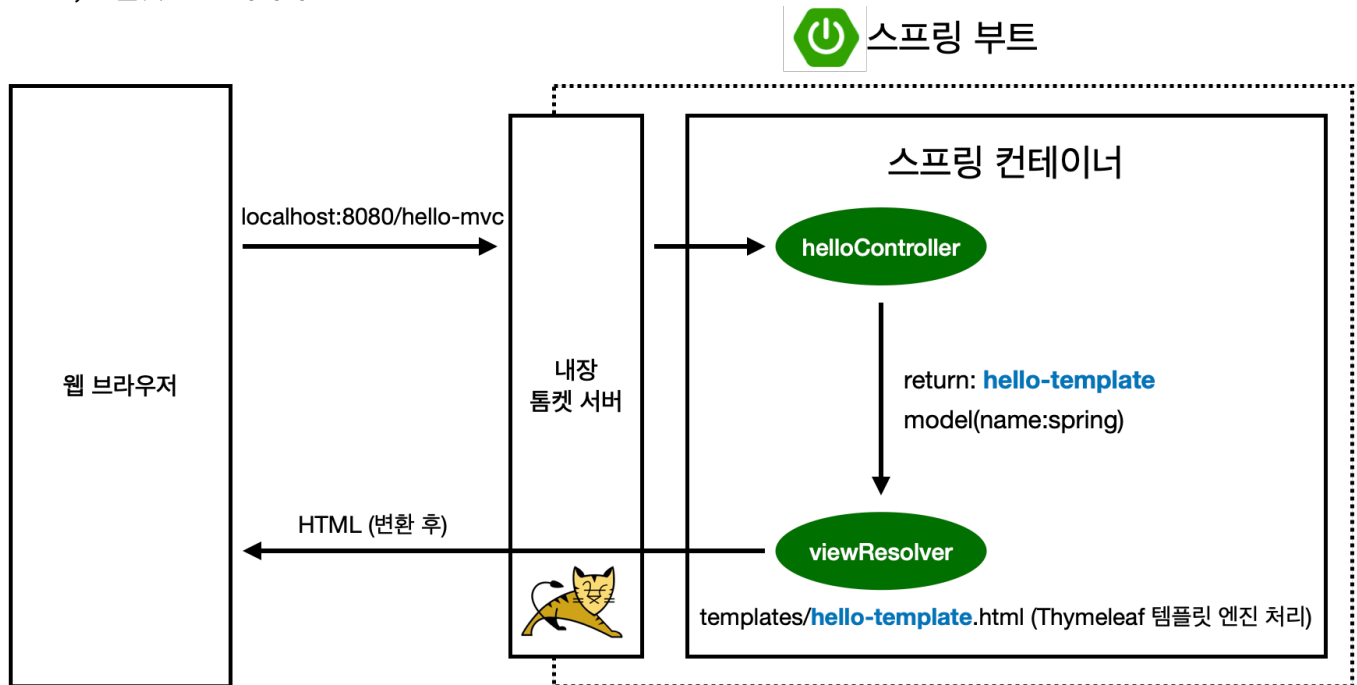 스프링 부트
스프링 컨테이너
localhost:8080/hello-mvc
helloController
웹 브라우저
내장
톰켓 서버
return: hello-template
model(name:spring)
HTML (변환 후)
viewResolver
templates/hello-template.html (Thymeleaf 템플릿 엔진 처리)